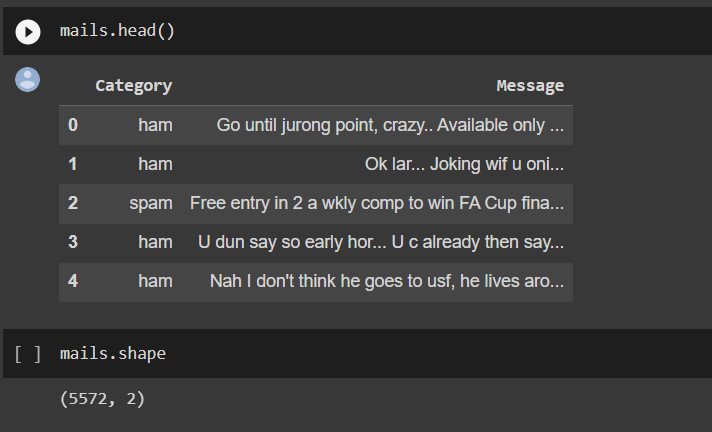 mails.head()
Category Message
0 ham Go until jurong point, crazy.. Available only ...
1 ham Ok lar... Joking wif u oni...
2 spam Free entry in 2 a wkly comp to win FA Cup fina...
3 ham U dun say so early hor... U c already then say...
4 ham Nah I don't think he goes to usf, he lives aro...
[ ] mails.shape
(5572, 2)